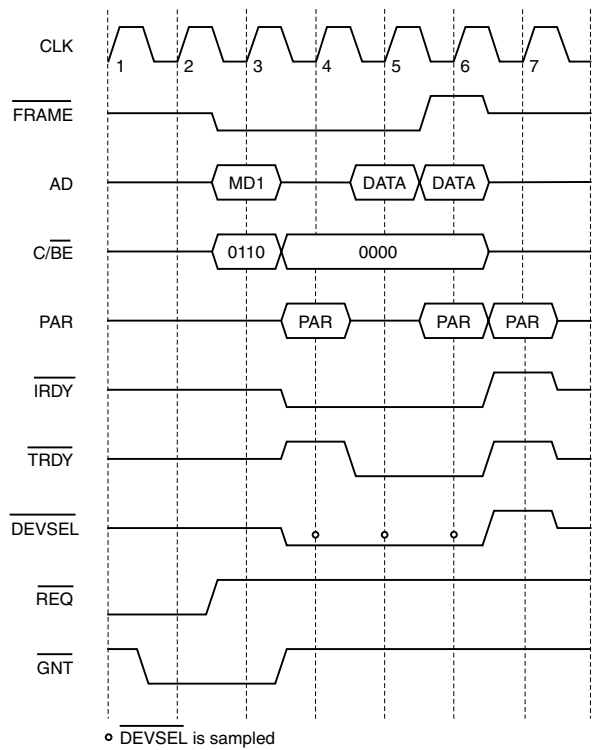 CLK
1 2 3 4 5 6 7
FRAME
AD MD1 DATA DATA
C/BE 0110 0000
PAR PAR PAR PAR
IRDY
TRDY
DEVSEL
REQ
GNT
DEVSEL is sampled